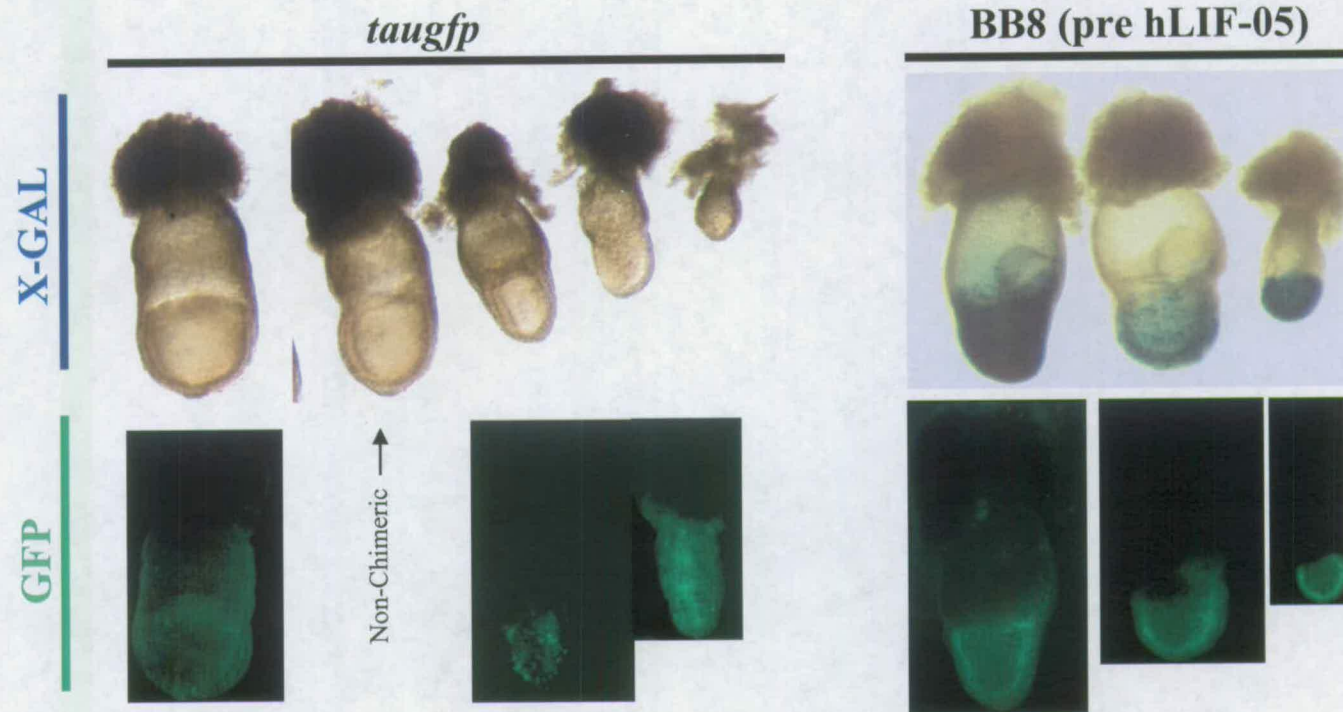 taugfp
BB8 (pre hLIF-05)
X-GAL
GFP
Non-Chimeric →